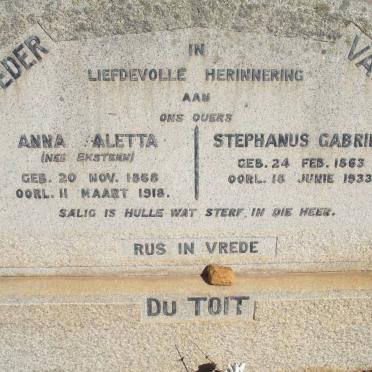 EDER VA
IN
LIEFDEVOLLE HERINNERING
AAN
ONS OUERS
ANNA ALETTA
(NEE EKSTEEN)
GEB. 20 NOV. 1868
OORL. 11 MAART 1918.
STEPHANUS GABRIE
GEB. 24 FEB. 1863
OORL. 18 JUNIE 1933
SALIG IS HULLE WAT STERF IN DIE HEER.
RUS IN VREDE
DU TOIT